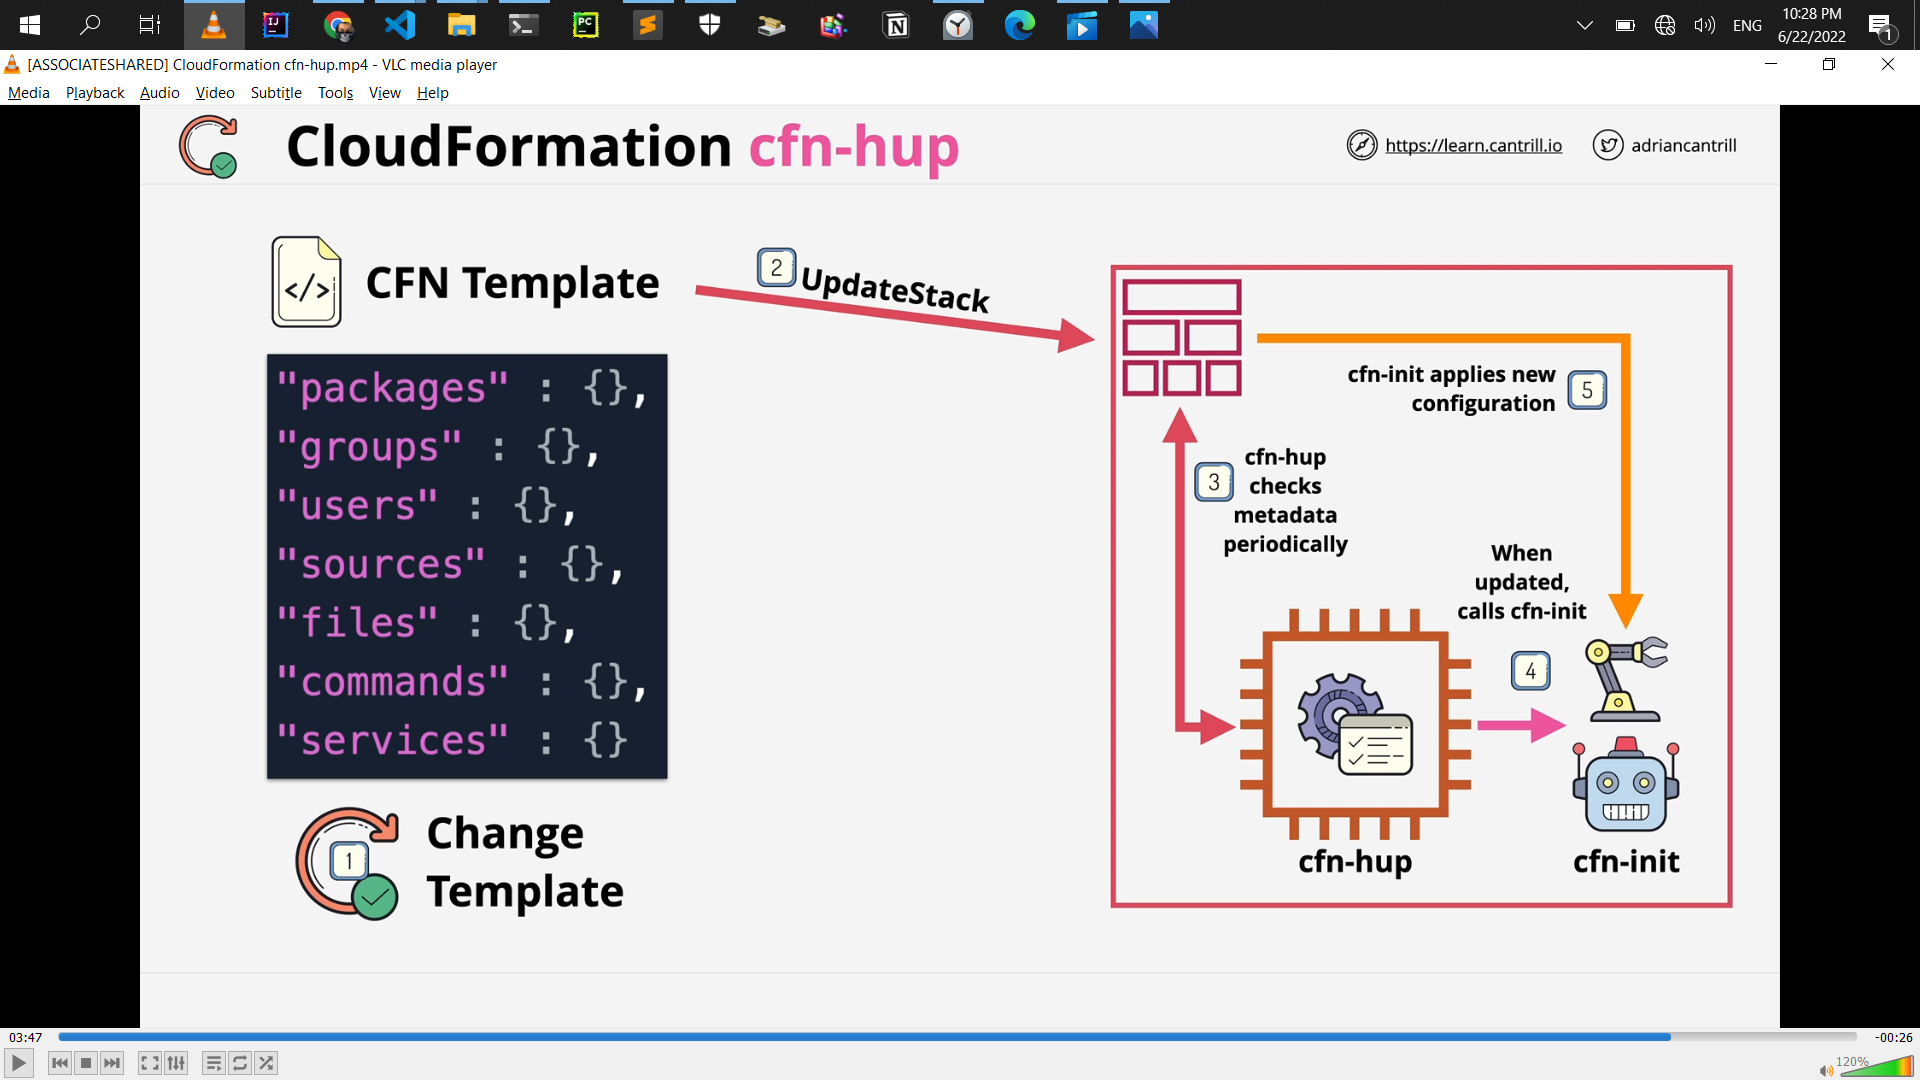 ENG
10:28 PM
6/22/2022
1
[ASSOCIATESHARED] CloudFormation cfn-hup.mp4 - VLC media player
Media Playback Audio Video Subtitle Tools View Help
CloudFormation cfn-hup
https://learn.cantrill.io
adriancantrill
</>
CFN Template
2
UpdateStack
"packages" : {},
"groups" : {},
"users" : {},
"sources" : {},
"files" : {},
"commands" : {},
"services" : {}
1
Change
Template
cfn-init applies new
configuration
5
3
cfn-hup
checks
metadata
periodically
When
updated,
calls cfn-init
4
cfn-hup
cfn-init
03:47
-00:26
120%